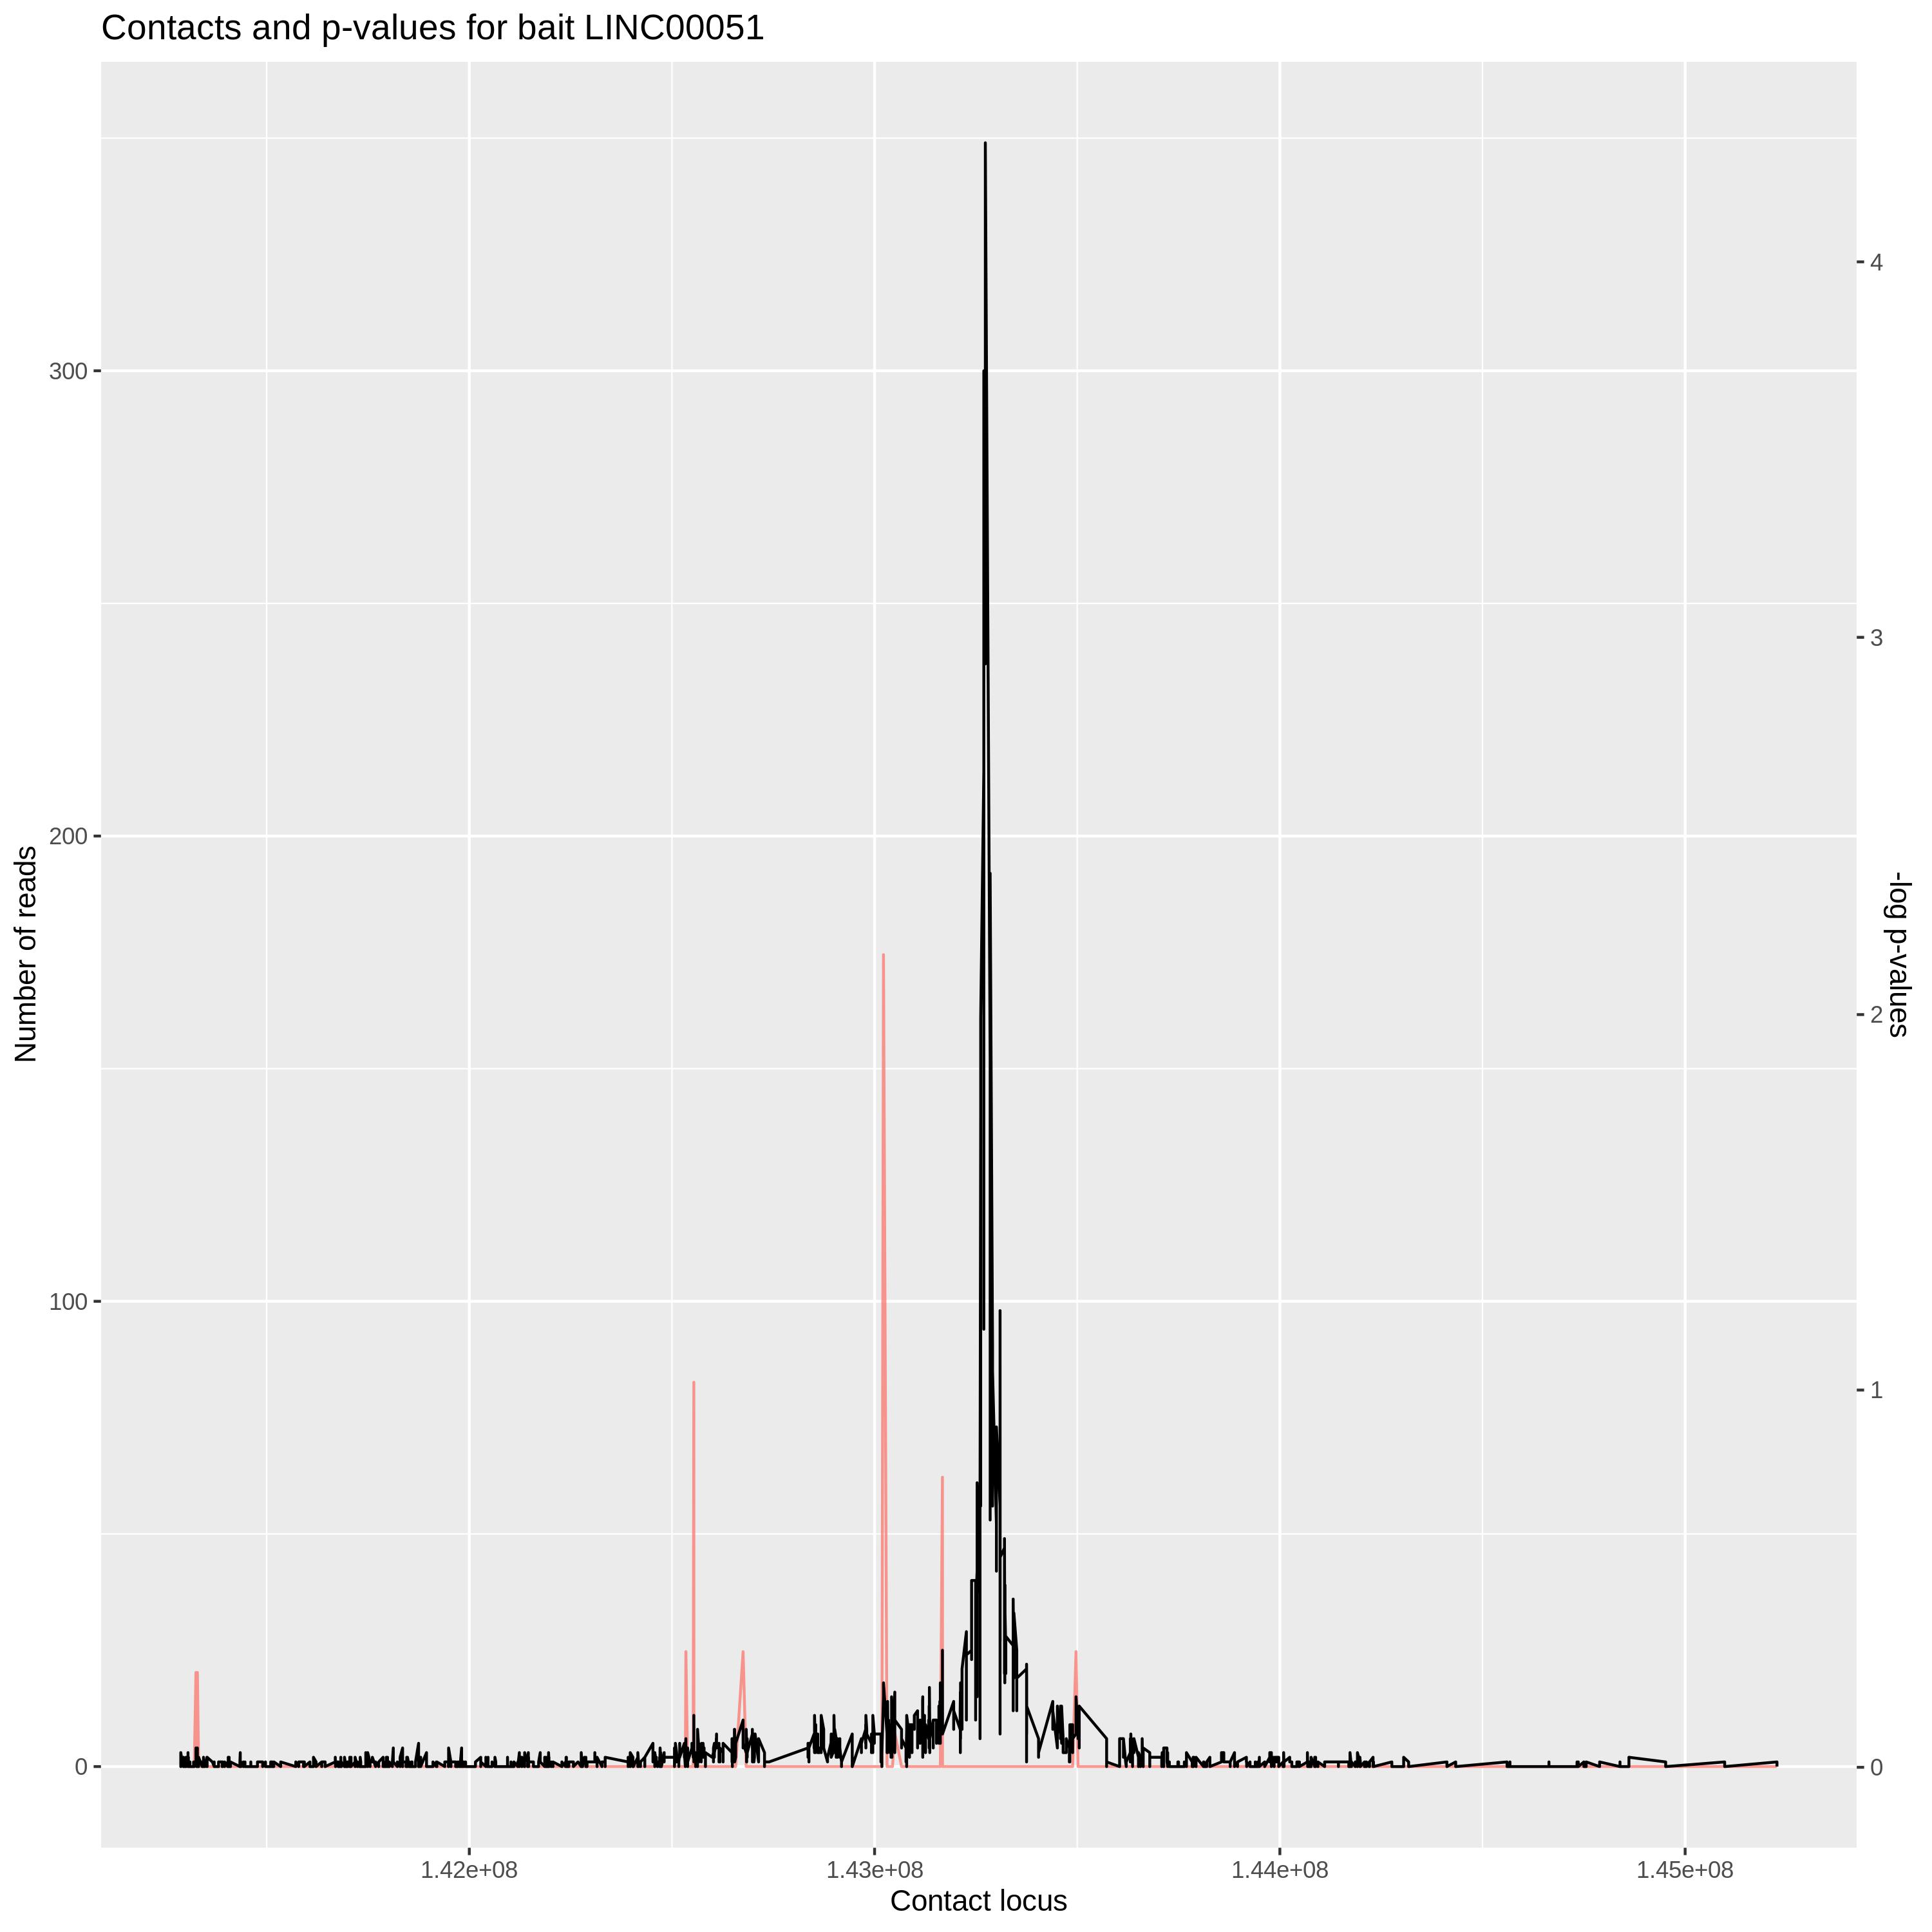 Contacts and p-values for bait LINC00051
Number of reads
300
200
100
0
4
3
2
1
0
-log p-values
1.42e+08
1.43e+08
1.44e+08
1.45e+08
Contact locus